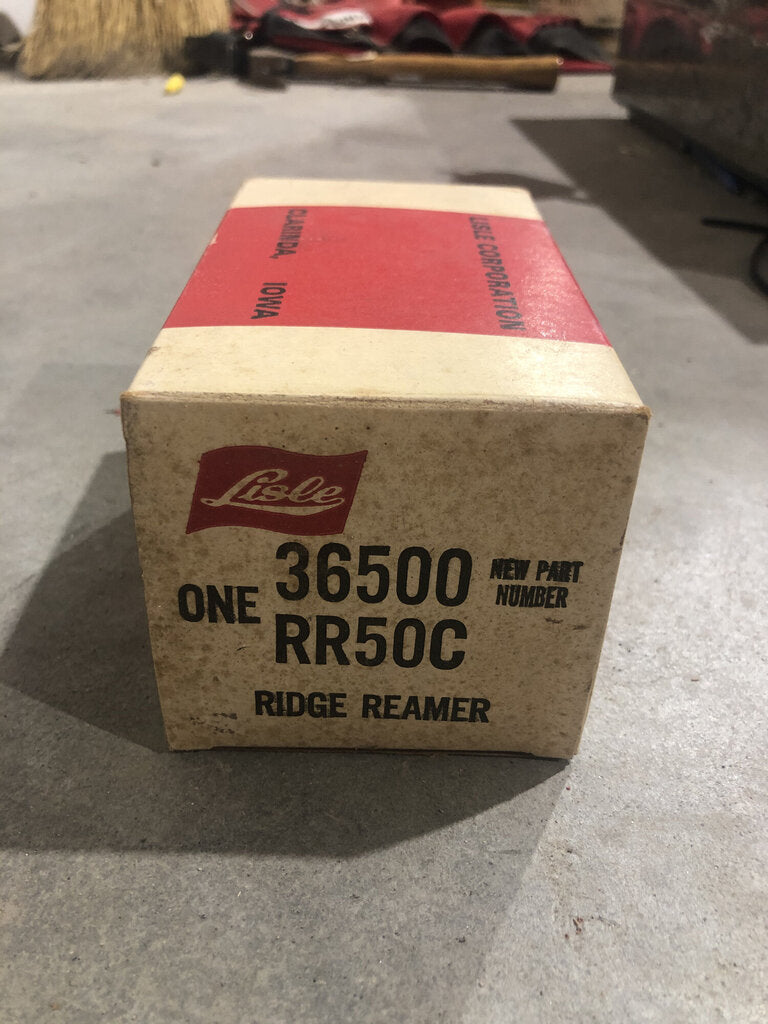 LISLE CORPORATION
CLARINDA, IOWA
Lisle
ONE 36500 NEW PART NUMBER
RR50C
RIDGE REAMER